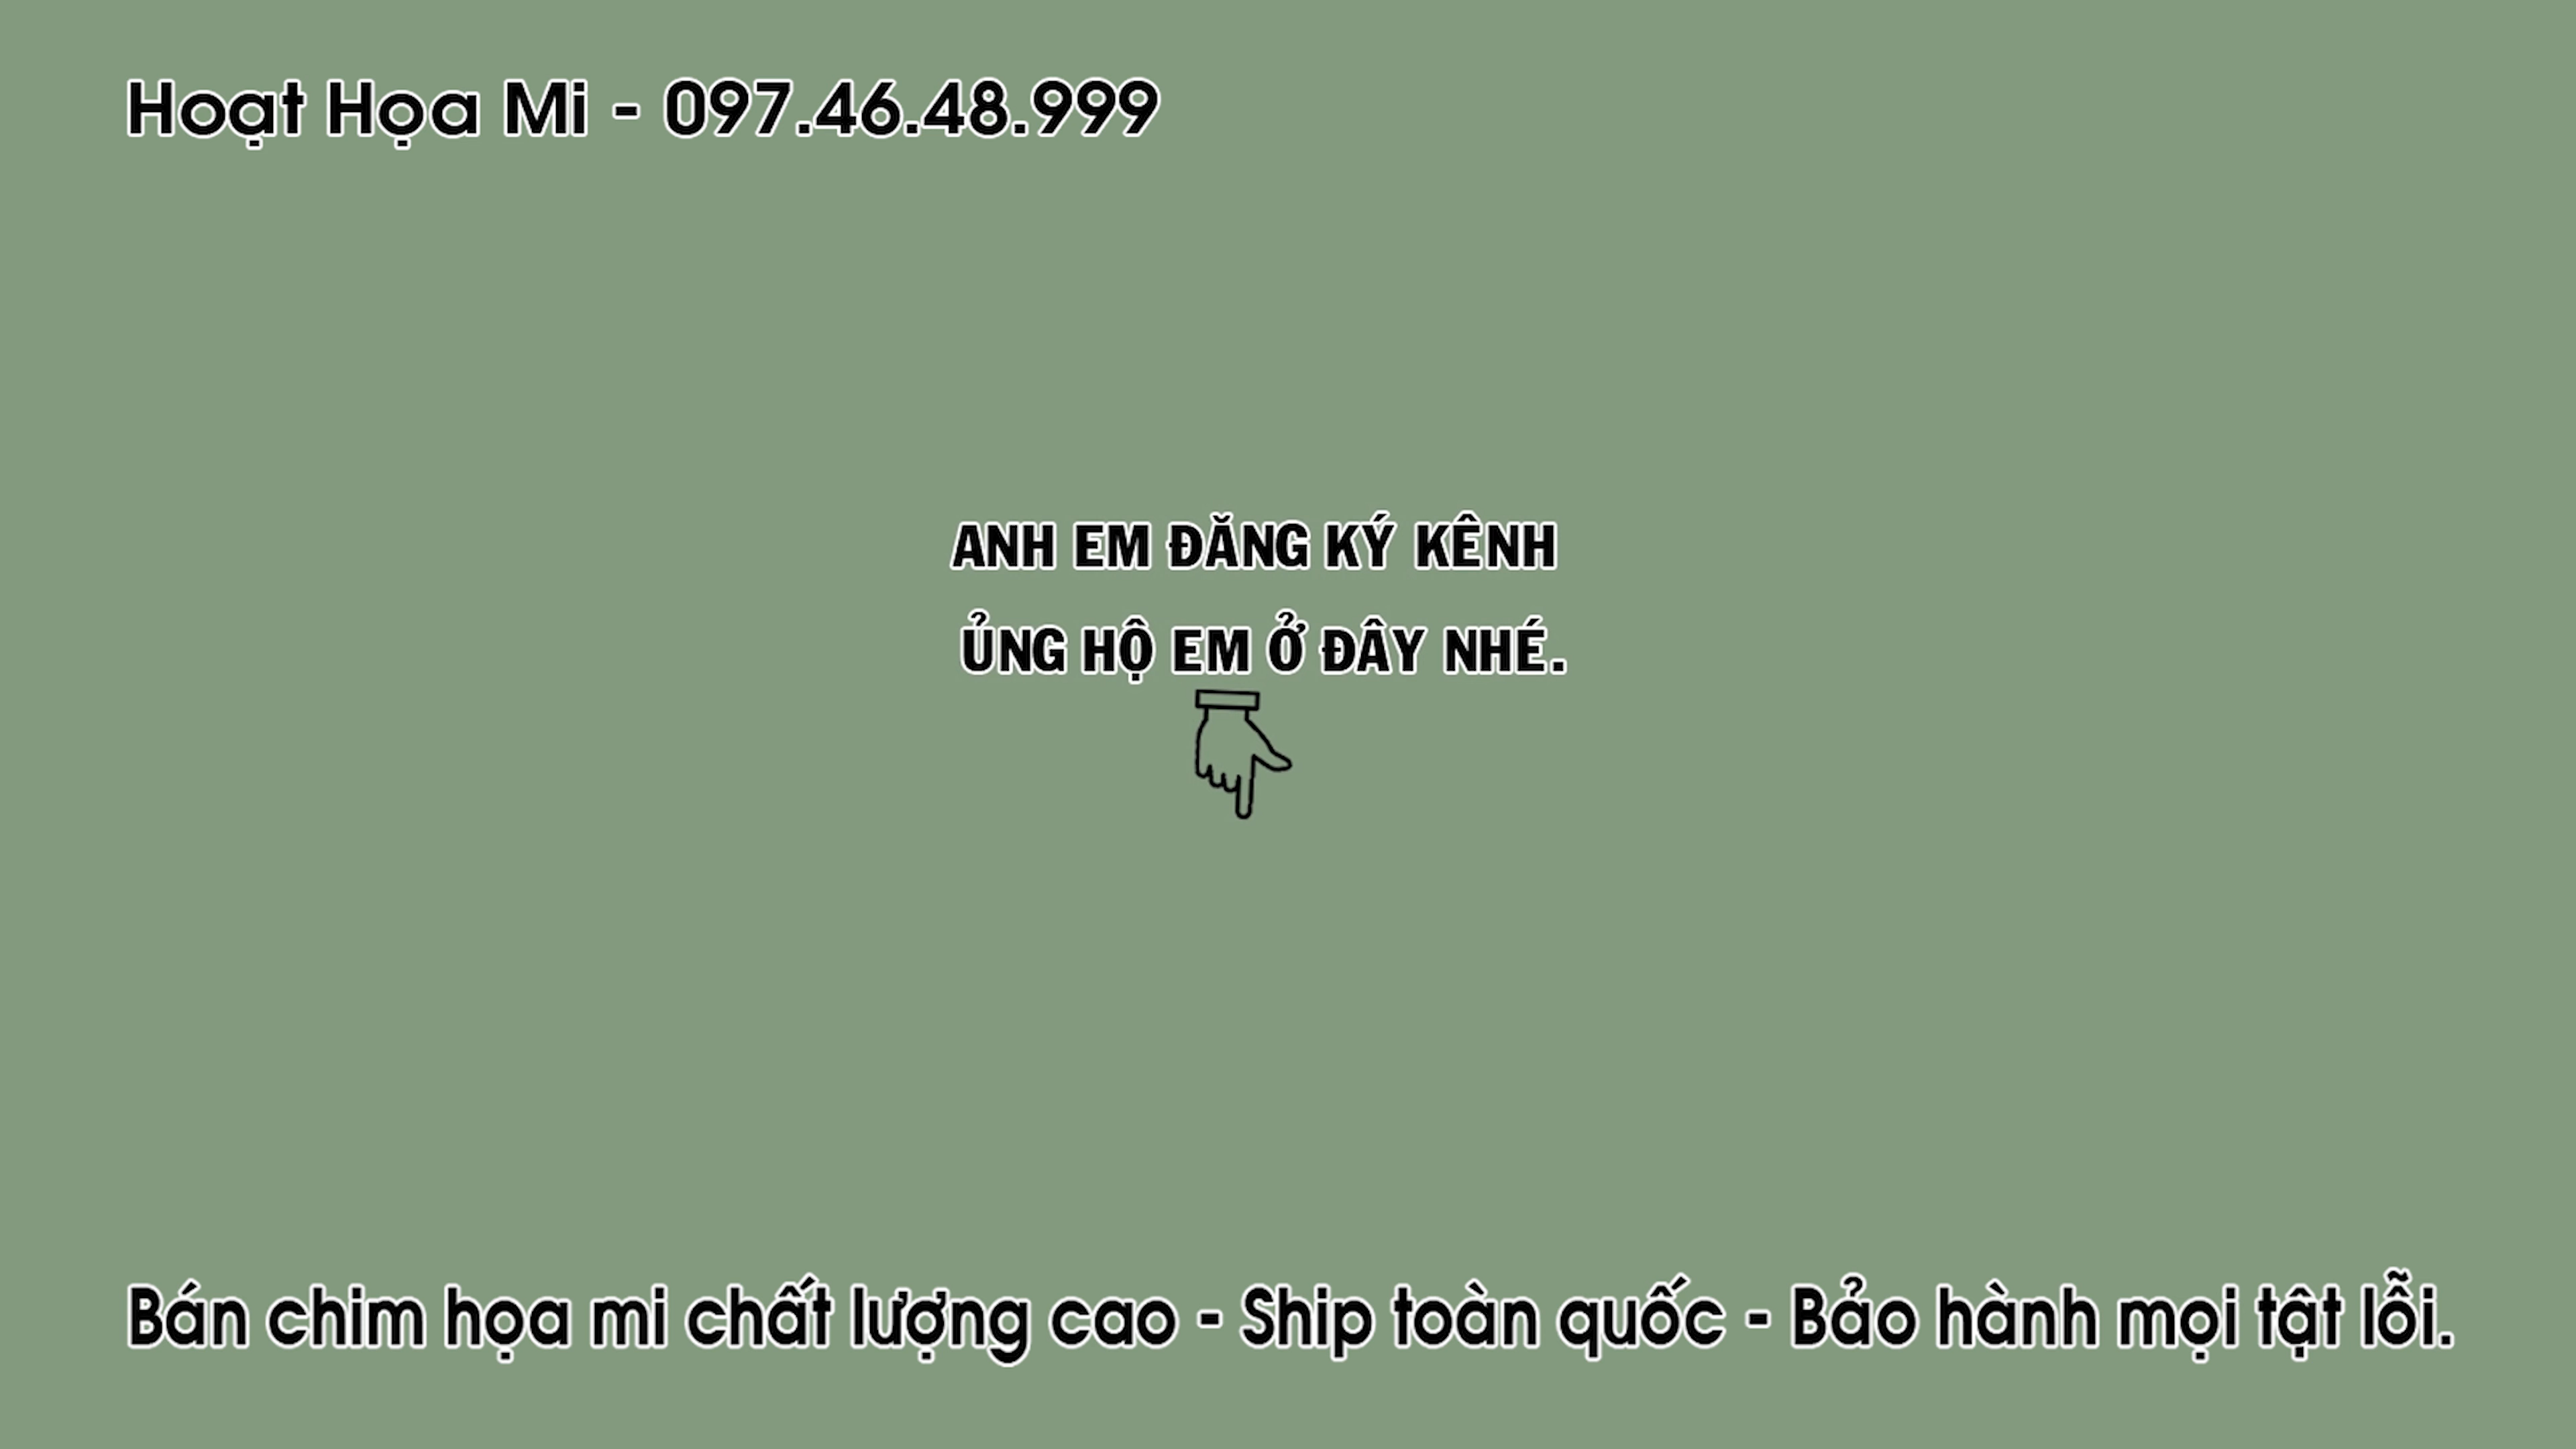 Hoạt Họa Mi - 097.46.48.999
ANH EM ĐĂNG KÝ KÊNH
ỦNG HỘ EM Ở ĐÂY NHÉ.
Bán chim họa mi chất lượng cao - Ship toàn quốc - Bảo hành mọi tật lỗi.